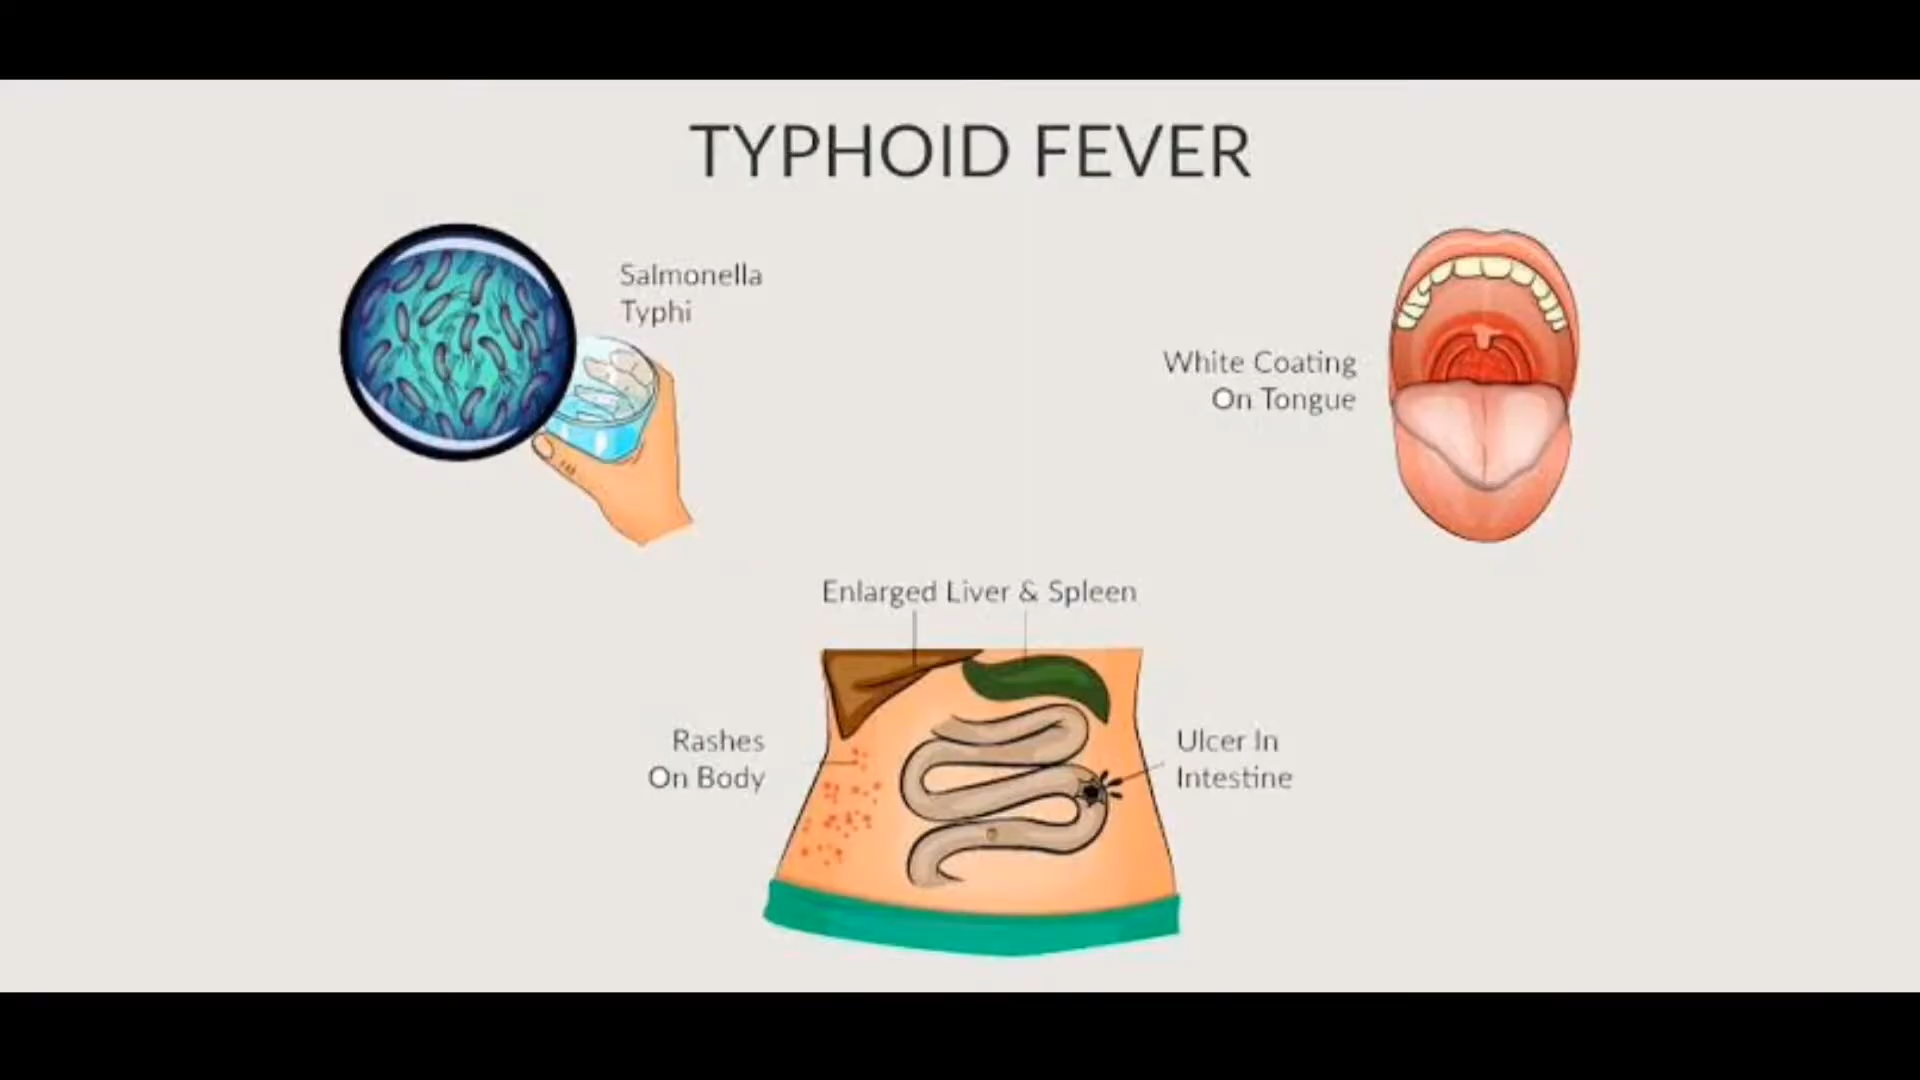 TYPHOID FEVER
Salmonella
Typhi
White Coating
On Tongue
Enlarged Liver & Spleen
Rashes
On Body
Ulcer In
Intestine